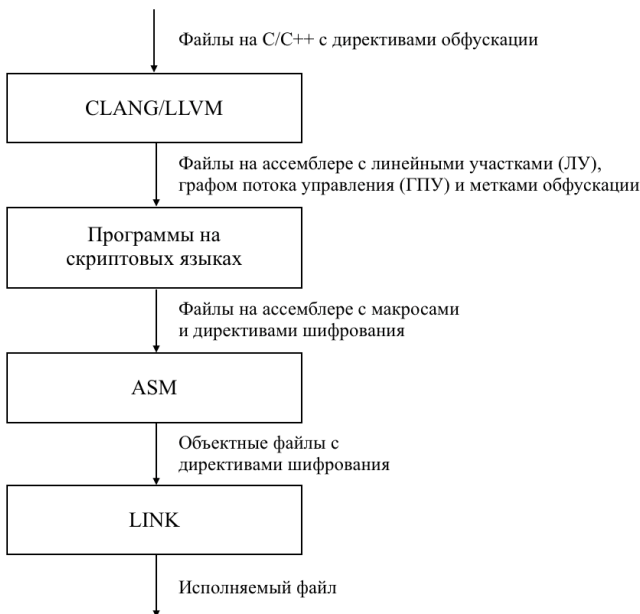 Файлы на C/C++ с директивами обфускации
CLANG/LLVM
Файлы на ассемблере с линейными участками (ЛУ),
графом потока управления (ГПУ) и метками обфускации
Программы на
скриптовых языках
Файлы на ассемблере с макросами
и директивами шифрования
ASM
Объектные файлы с
директивами шифрования
LINK
Исполняемый файл